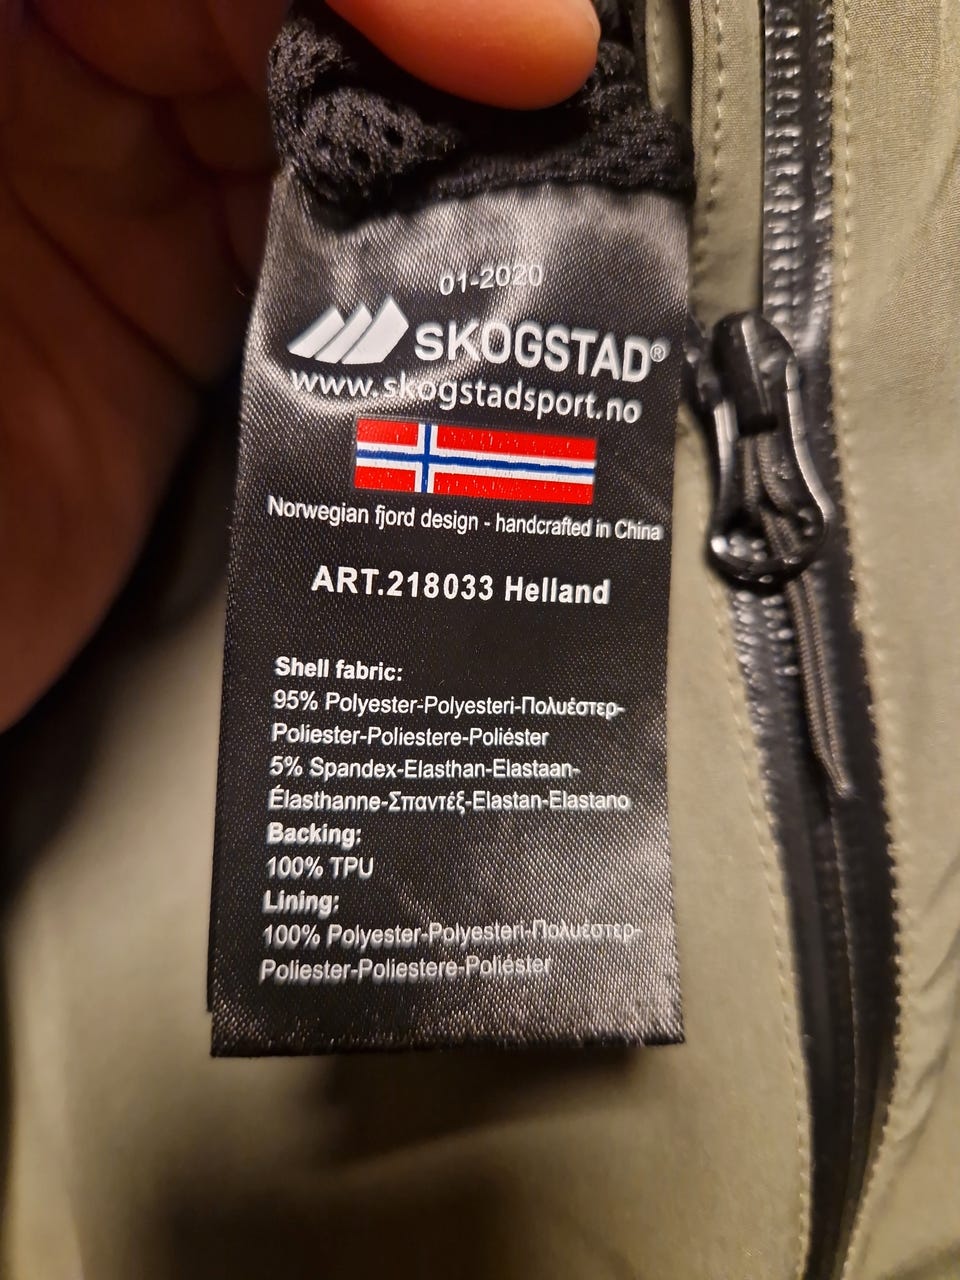 01-2020
SKOGSTAD®
www.skogstadsport.no
Norwegian fjord design - handcrafted in China
ART.218033 Helland
Shell fabric:
95% Polyester-Polyesteri-Πολυέστερ-
Poliester-Poliestere-Poliéster
5% Spandex-Elasthan-Elastaan-
Élasthanne-Σπαντέξ-Elastan-Elastano
Backing:
100% TPU
Lining:
100% Polyester-Polyesteri-Πολυέστερ-
Poliester-Poliestere-Poliéster